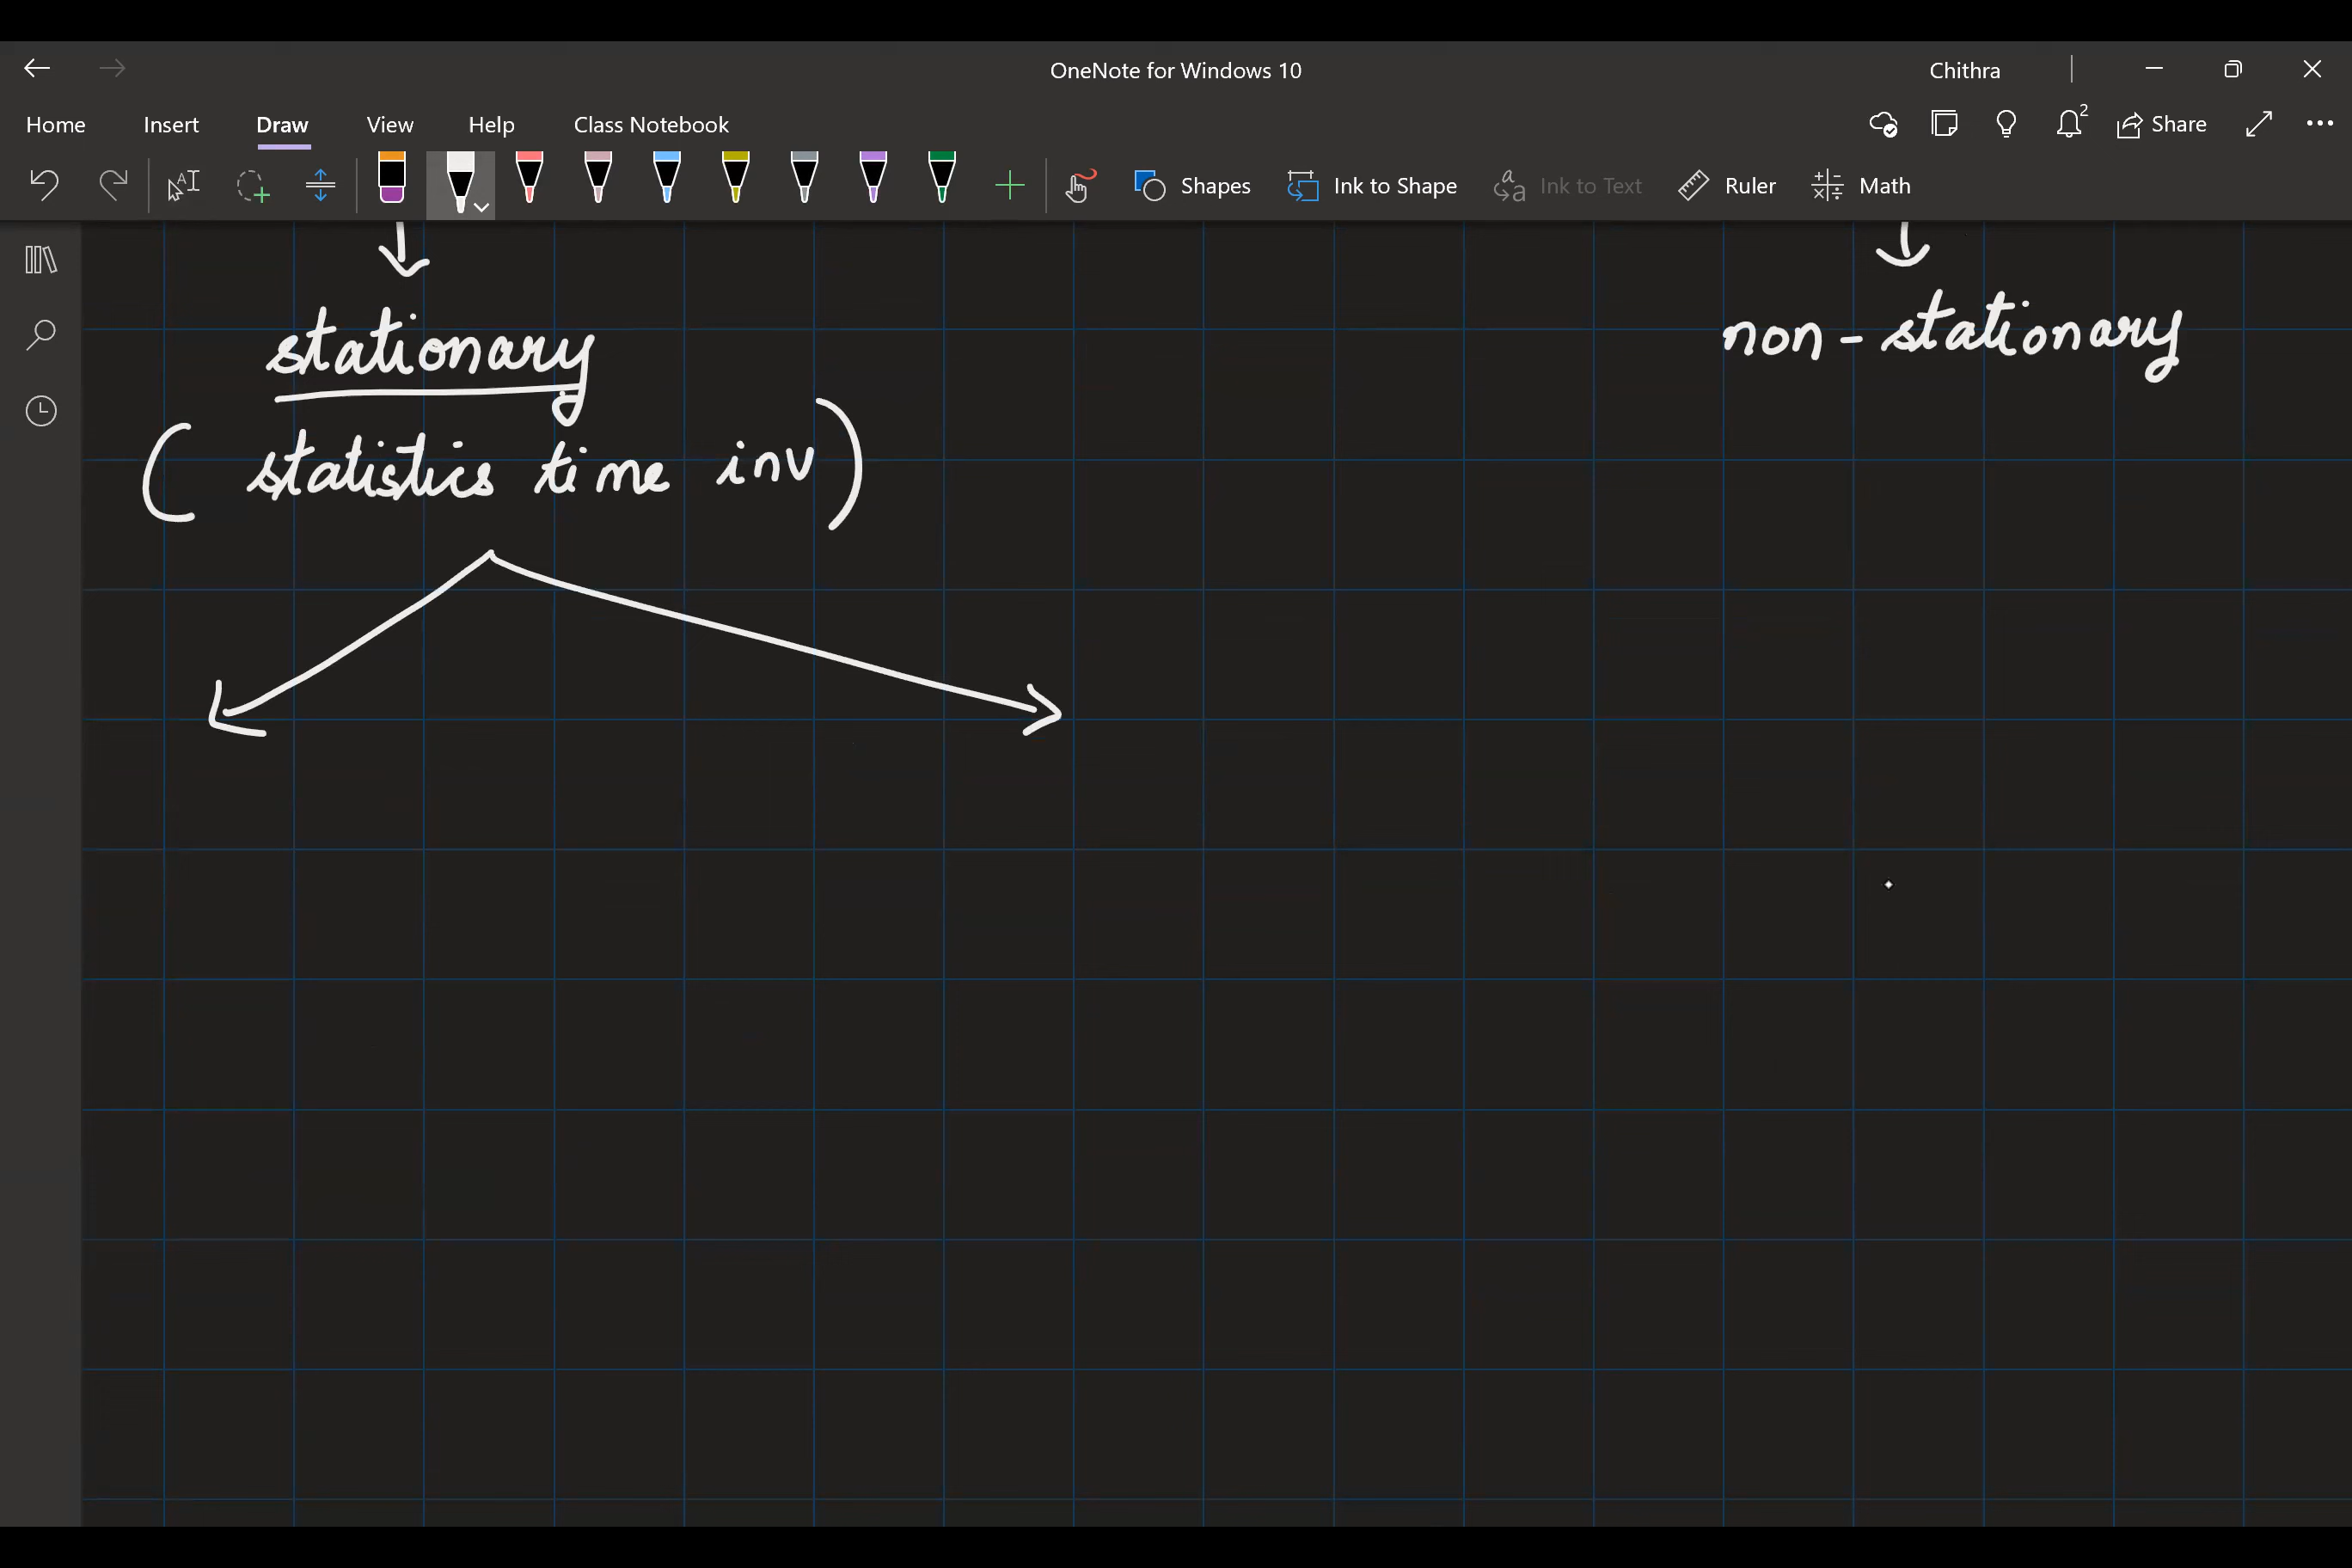 OneNote for Windows 10
Chithra
Home Insert Draw View Help Class Notebook
2 Share
Shapes Ink to Shape Ink to Text Ruler Math
stationary
non-stationary
(statistics time inv)